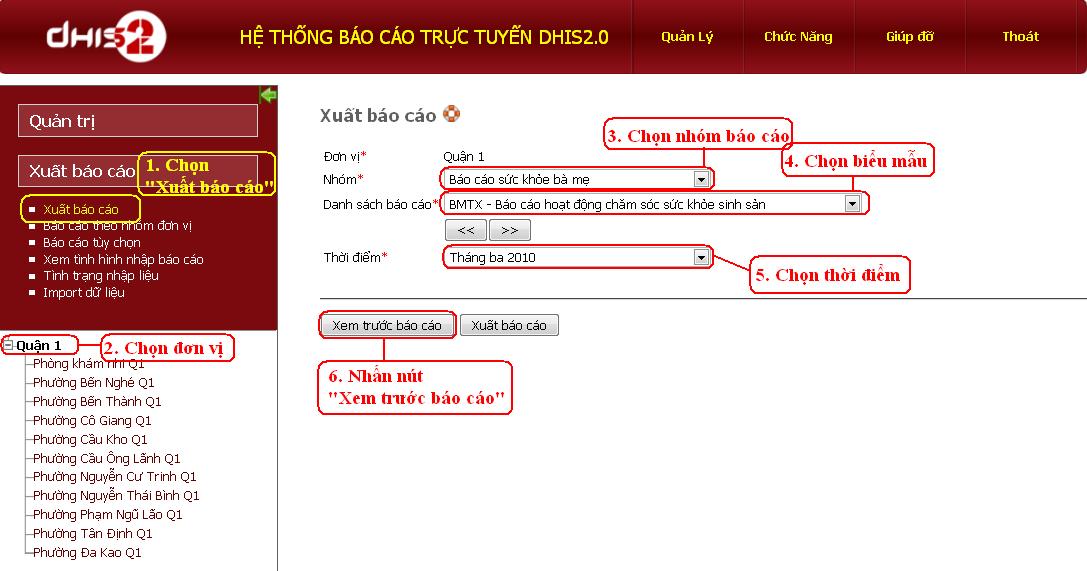 dhis2
HỆ THỐNG BÁO CÁO TRỰC TUYẾN DHIS2.0
Quản Lý
Chức Năng
Giúp đỡ
Thoát
Quản trị
Xuất báo cáo
1. Chọn
"Xuất báo cáo"
Xuất báo cáo
Báo cáo theo nhóm đơn vị
Báo cáo tùy chọn
Xem tình hình nhập báo cáo
Tình trạng nhập liệu
Import dữ liệu
Quận 1
2. Chọn đơn vị
Phòng khám nhi Q1
Phường Bến Nghé Q1
Phường Bến Thành Q1
Phường Cô Giang Q1
Phường Cầu Kho Q1
Phường Cầu Ông Lãnh Q1
Phường Nguyễn Cư Trinh Q1
Phường Nguyễn Thái Bình Q1
Phường Phạm Ngũ Lão Q1
Phường Tân Định Q1
Phường Đa Kao Q1
Xuất báo cáo
3. Chọn nhóm báo cáo
4. Chọn biểu mẫu
Đơn vị* Quận 1
Nhóm* Báo cáo sức khỏe bà mẹ
Danh sách báo cáo* BMTX - Báo cáo hoạt động chăm sóc sức khỏe sinh sản
<< >>
Thời điểm* Tháng ba 2010
5. Chọn thời điểm
Xem trước báo cáo Xuất báo cáo
6. Nhấn nút
"Xem trước báo cáo"